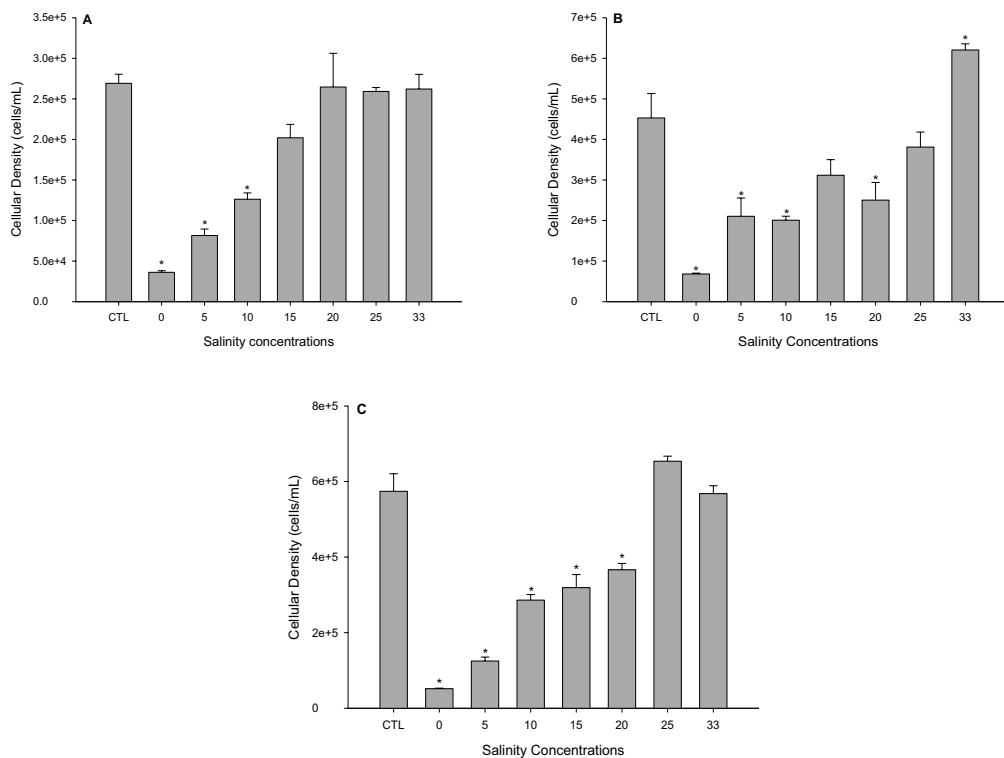 A
3.5e+5
3.0e+5
2.5e+5
2.0e+5
1.5e+5
1.0e+5
5.0e+4
0.0
Cellular Density (cells/mL)
* * *
CTL 0 5 10 15 20 25 33
Salinity concentrations
B
7e+5
6e+5
5e+5
4e+5
3e+5
2e+5
1e+5
0
Cellular Density (cells/mL)
* * * * *
CTL 0 5 10 15 20 25 33
Salinity Concentrations
C
8e+5
6e+5
4e+5
2e+5
0
Cellular Density (cells/mL)
* * * * *
CTL 0 5 10 15 20 25 33
Salinity Concentrations